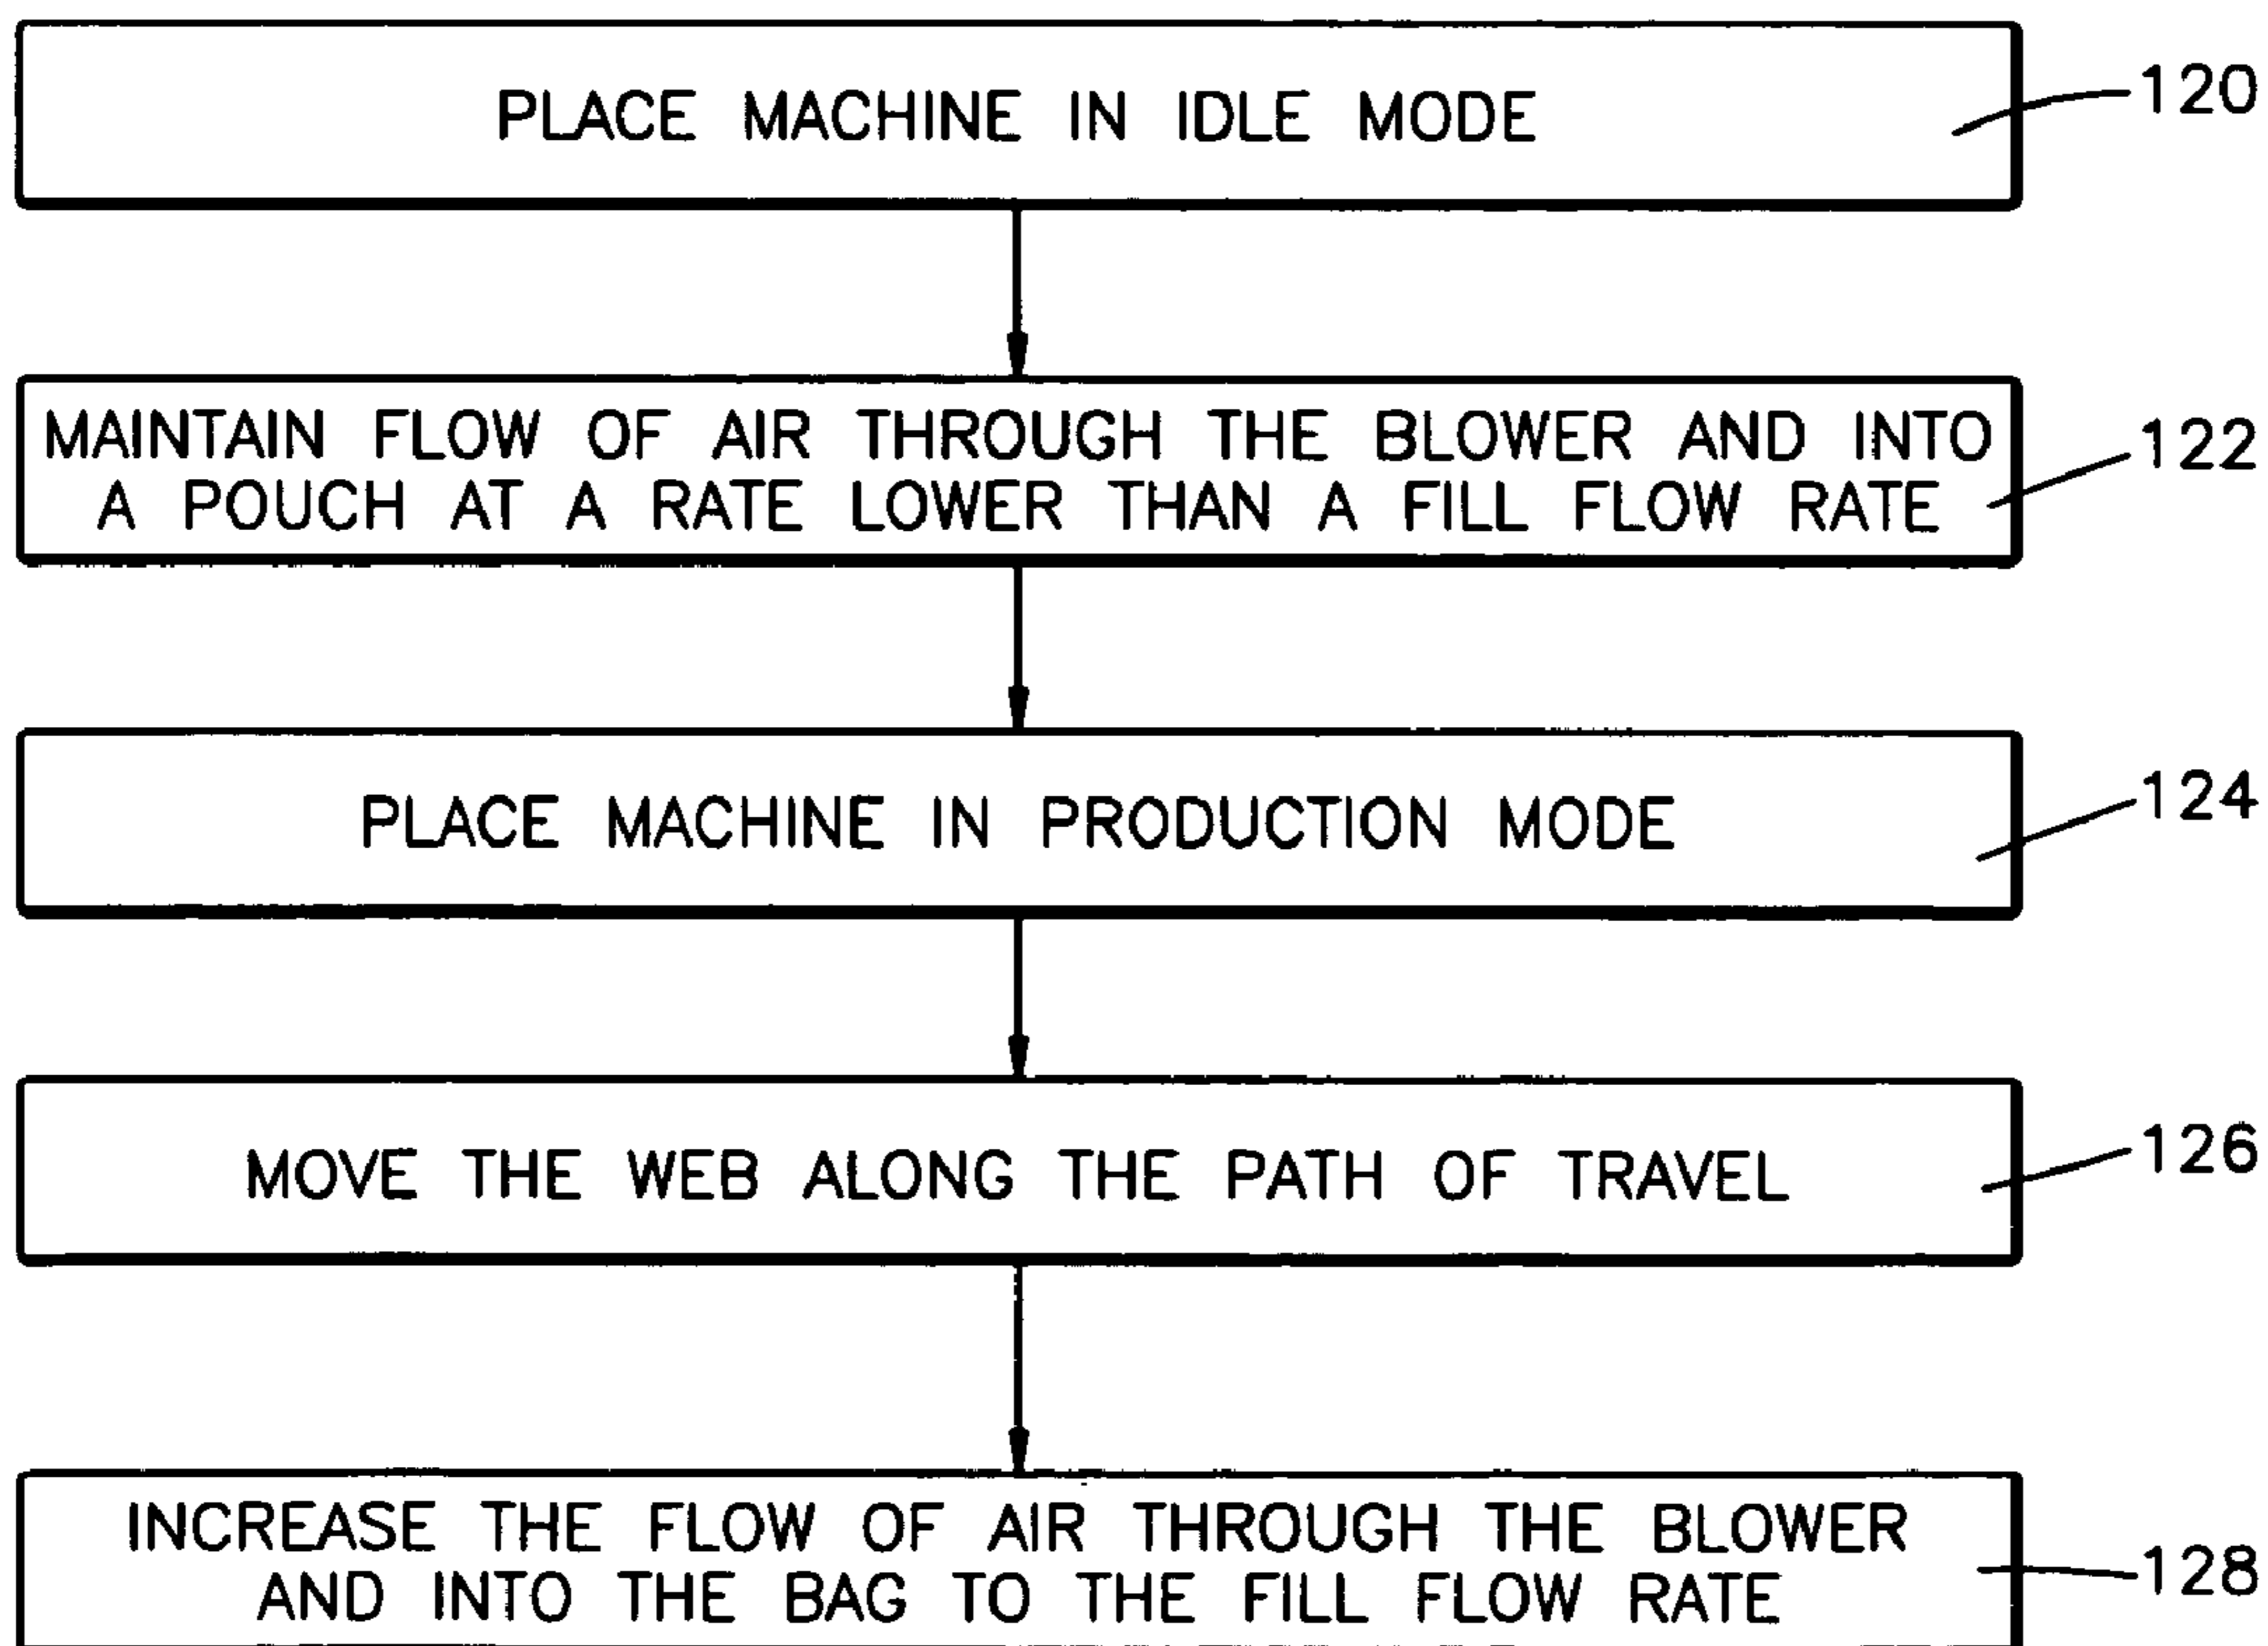 PLACE MACHINE IN IDLE MODE
120
MAINTAIN FLOW OF AIR THROUGH THE BLOWER AND INTO
A POUCH AT A RATE LOWER THAN A FILL FLOW RATE
122
PLACE MACHINE IN PRODUCTION MODE
124
MOVE THE WEB ALONG THE PATH OF TRAVEL
126
INCREASE THE FLOW OF AIR THROUGH THE BLOWER
AND INTO THE BAG TO THE FILL FLOW RATE
128